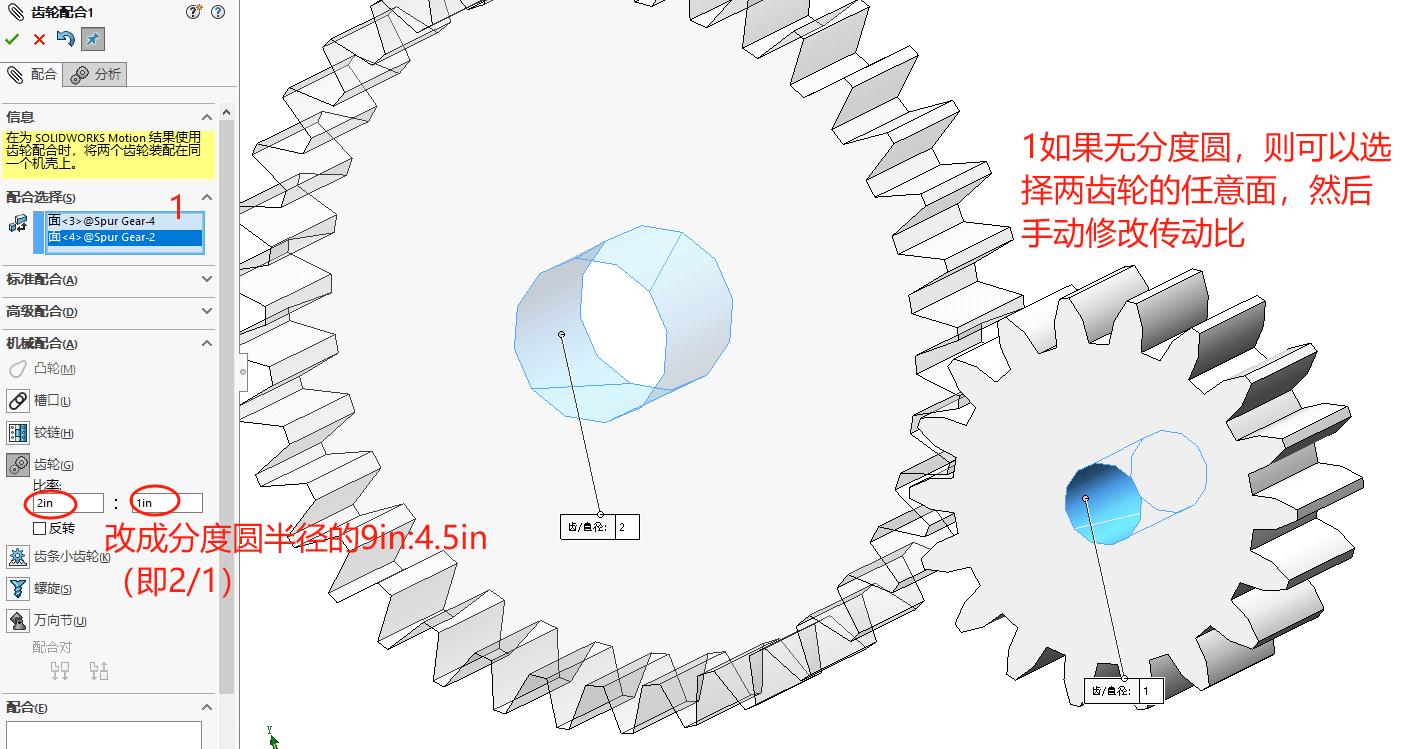 齿轮配合1
配合
分析
信息
在为 SOLIDWORKS Motion 结果使用
齿轮配合时，将两个齿轮装配在同
一个机壳上。
配合选择(S)
1
面<3>@Spur Gear-4
面<4>@Spur Gear-2
标准配合(A)
高级配合(D)
机械配合(A)
凸轮(M)
槽口(L)
铰链(H)
齿轮(G)
比率:
2in : 1in
反转
改成分度圆半径的9in:4.5in
（即2/1）
齿条小齿轮(K)
螺旋(S)
万向节(U)
配合对
配合(E)
1如果无分度圆，则可以选
择两齿轮的任意面，然后
手动修改传动比
齿/直径: 2
齿/直径: 1
Y